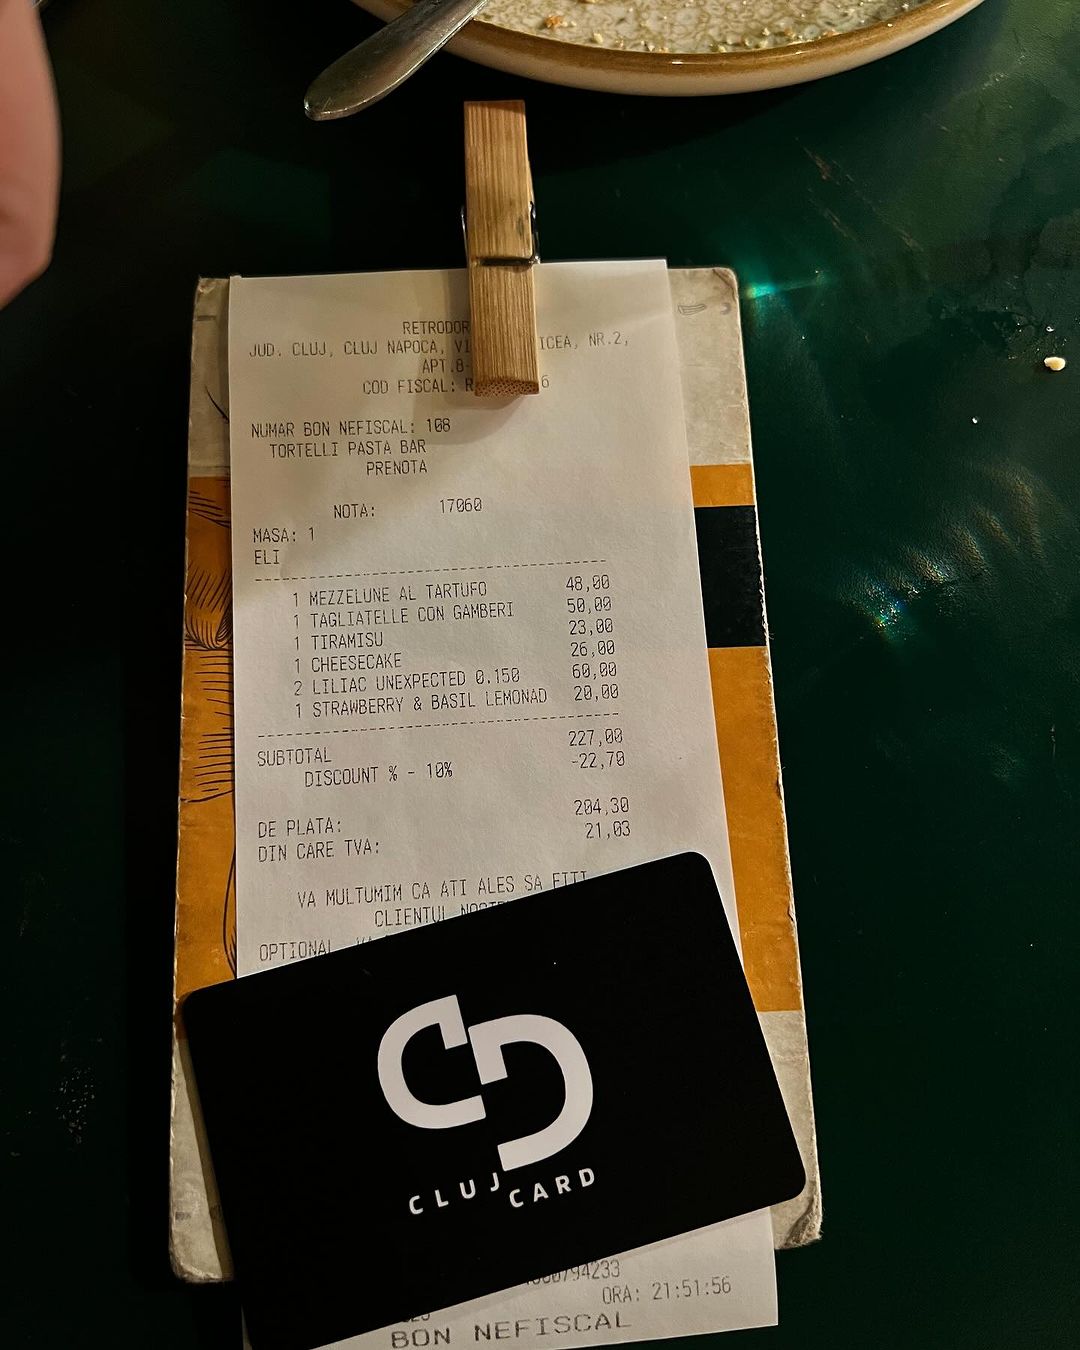 RETRODOR
JUD. CLUJ, CLUJ NAPOCA, ICEA, NR.2,
APT.8-
COD FISCAL:
NUMAR BON NEFISCAL: 108
TORTELLI PASTA BAR
PRENOTA
NOTA: 17060
MASA: 1
ELI
1 MEZZELUNE AL TARTUFO 48,00
1 TAGLIATELLE CON GAMBERI 50,00
1 TIRAMISU 23,00
1 CHEESECAKE 26,00
2 LILIAC UNEXPECTED 0.150 60,00
1 STRAWBERRY & BASIL LEMONAD 20,00
SUBTOTAL 227,00
DISCOUNT % - 10% -22,70
DE PLATA: 204,30
DIN CARE TVA: 21,03
VA MULTUMIM CA ATI ALES SA FITI
CLIENTUL
OPTIONAL
CLUJ CARD
ORA: 21:51:56
BON NEFISCAL